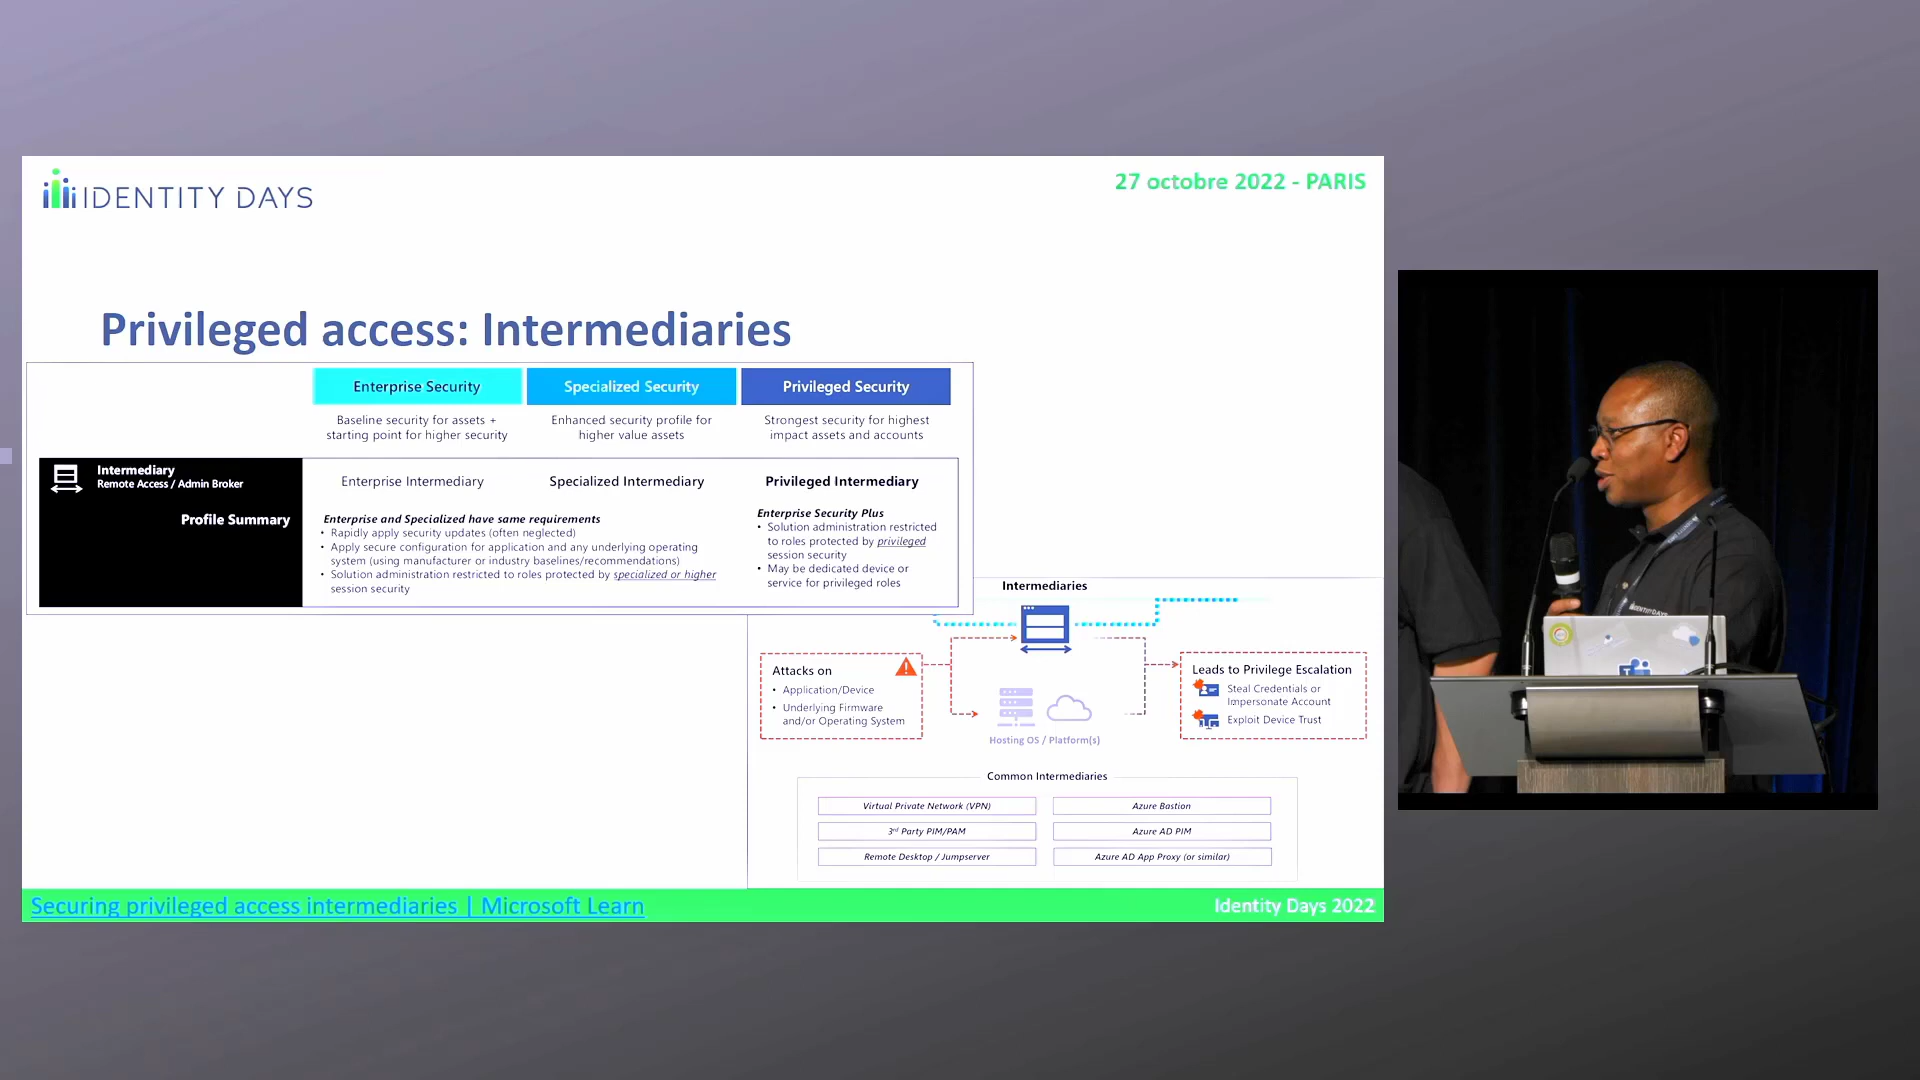 IDENTITY DAYS
27 octobre 2022 - PARIS
Privileged access: Intermediaries
Enterprise Security
Specialized Security
Privileged Security
Baseline security for assets +
starting point for higher security
Enhanced security profile for
higher value assets
Strongest security for highest
impact assets and accounts
Intermediary
Remote Access / Admin Broker
Profile Summary
Enterprise Intermediary
Specialized Intermediary
Privileged Intermediary
Enterprise and Specialized have same requirements
• Rapidly apply security updates (often neglected)
• Apply secure configuration for application and any underlying operating
system (using manufacturer or industry baselines/recommendations)
• Solution administration restricted to roles protected by specialized or higher
session security
Enterprise Security Plus
• Solution administration restricted
to roles protected by privileged
session security
• May be dedicated device or
service for privileged roles
Intermediaries
Attacks on
• Application/Device
• Underlying Firmware
and/or Operating System
Hosting OS / Platform(s)
Leads to Privilege Escalation
Steal Credentials or
Impersonate Account
Exploit Device Trust
Common Intermediaries
Virtual Private Network (VPN)
Azure Bastion
3rd Party PIM/PAM
Azure AD PIM
Remote Desktop / Jumpserver
Azure AD App Proxy (or similar)
Securing privileged access intermediaries | Microsoft Learn
Identity Days 2022
IDENTITY DAYS